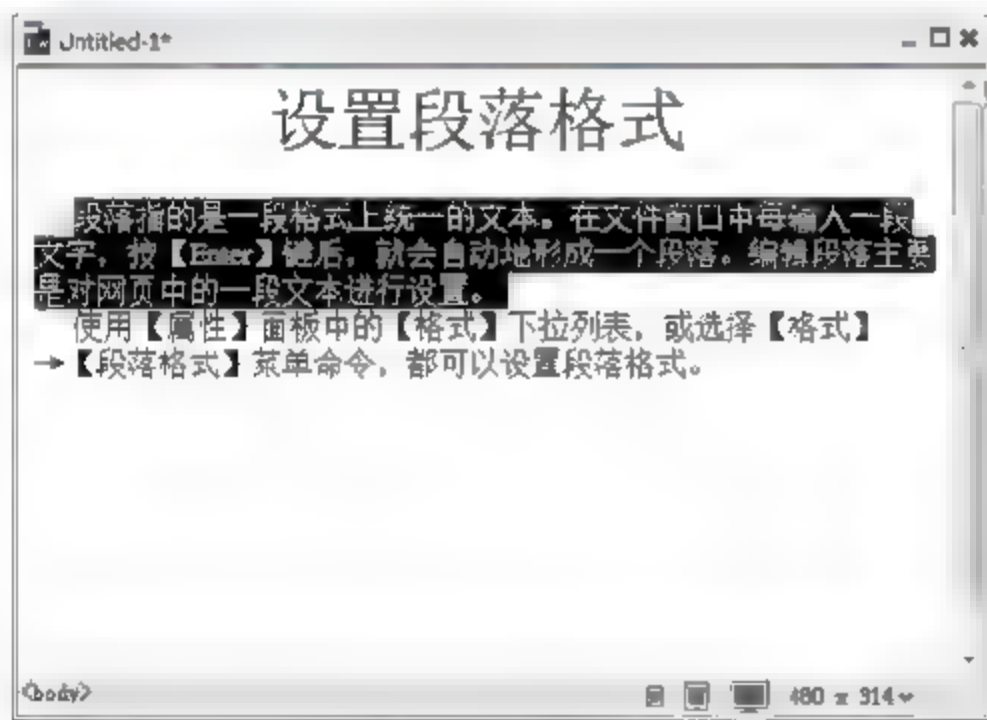 Untitled-1*
设置段落格式
段落指的是一段格式上统一的文本。在文件窗口中每输入一段
文字，按【Enter】键后，就会自动地形成一个段落。编辑段落主要
是对网页中的一段文本进行设置。
使用【属性】面板中的【格式】下拉列表，或选择【格式】
→【段落格式】菜单命令，都可以设置段落格式。
<body> 480 x 314